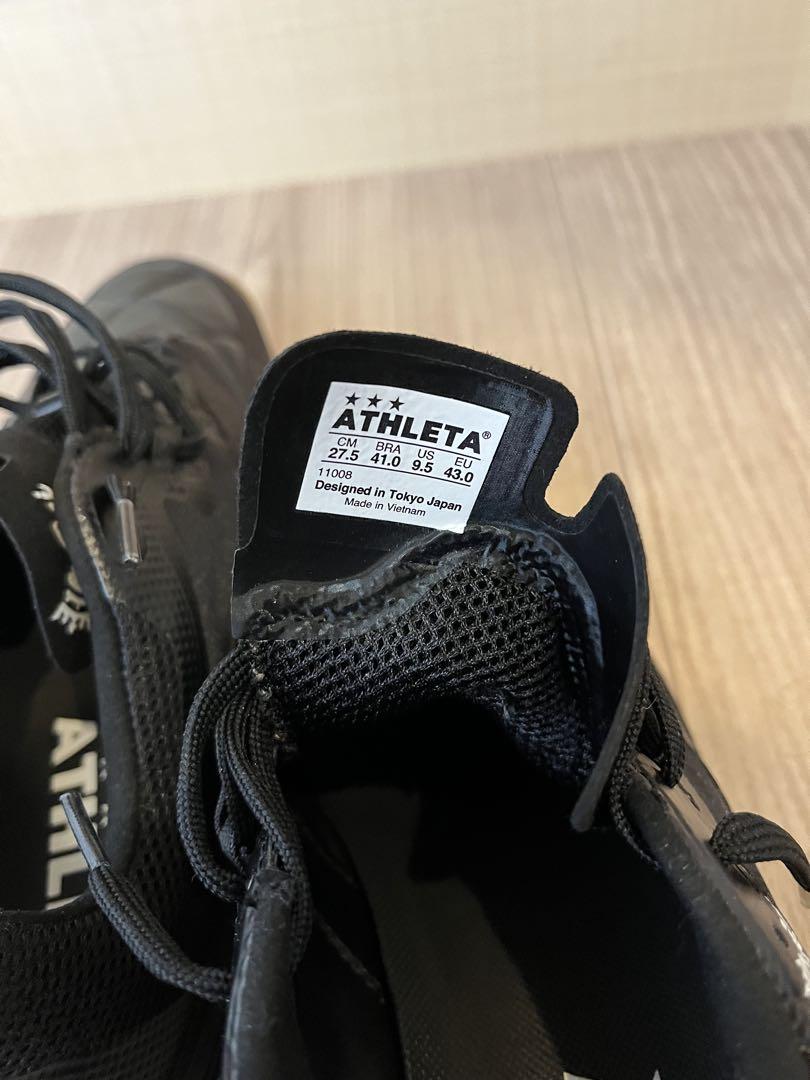 ★★★
ATHLETA®
CM BRA US EU
27.5 41.0 9.5 43.0
11008
Designed in Tokyo Japan
Made in Vietnam
ATHL